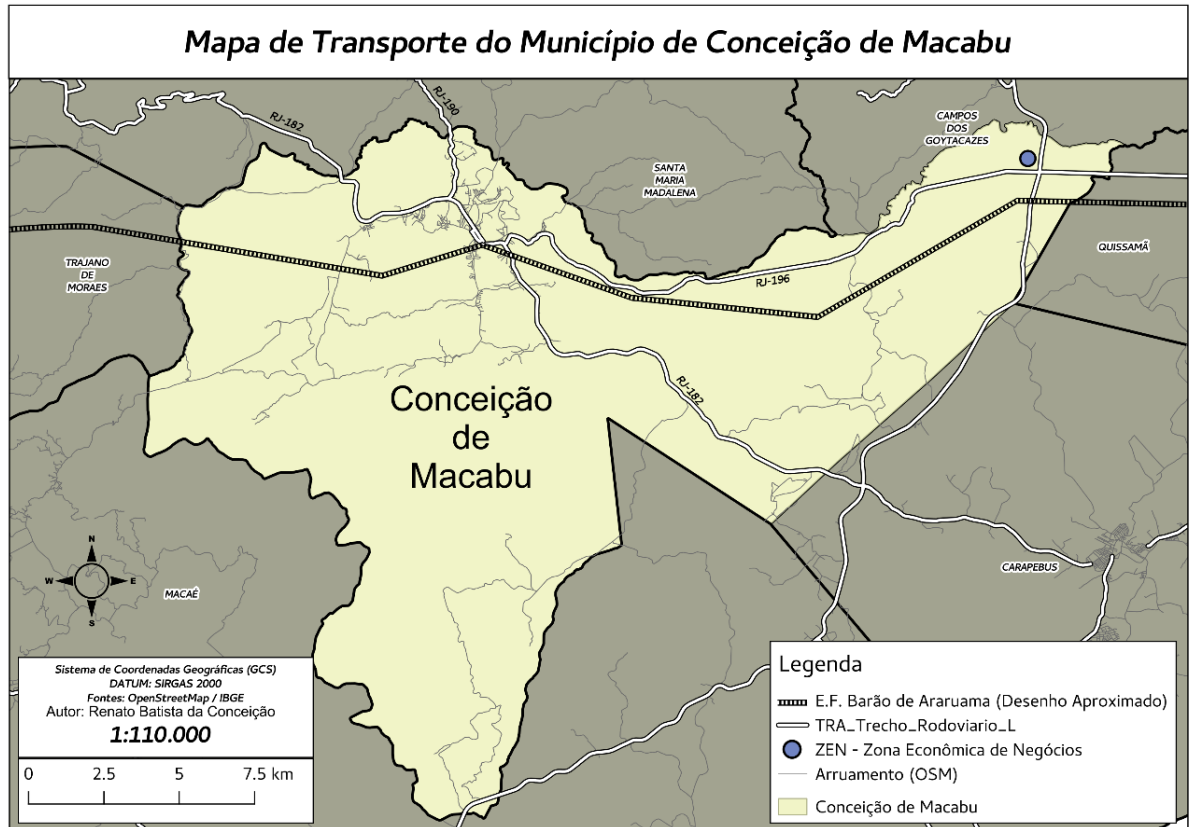 Mapa de Transporte do Município de Conceição de Macabu
RJ-190
RJ-182
CAMPOS
DOS
GOYTACAZES
SANTA
MARIA
MADALENA
QUISSAMÃ
TRAJANO
DE
MORAES
RJ-196
RJ-182
Conceição
de
Macabu
CARAPEBUS
MACAÉ
N
W
E
S
Sistema de Coordenadas Geográficas (GCS)
DATUM: SIRGAS 2000
Fontes: OpenStreetMap / IBGE
Autor: Renato Batista da Conceição
1:110.000
0 2.5 5 7.5 km
Legenda
E.F. Barão de Araruama (Desenho Aproximado)
TRA_Trecho_Rodoviario_L
ZEN - Zona Econômica de Negócios
Arruamento (OSM)
Conceição de Macabu